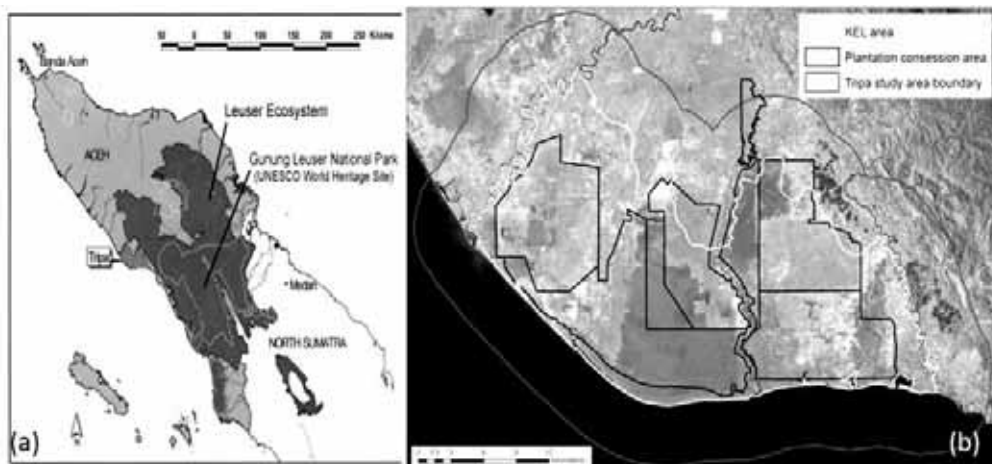 50 0 50 100 150 200 250 Kilome
Banda Aceh
Leuser Ecosystem
ACEH
Gunung Leuser National Park
(UNESCO World Heritage Site)
Tripa
Medan
NORTH SUMATRA
(a)
KEL area
Plantation consession area
Tripa study area boundary
(b)